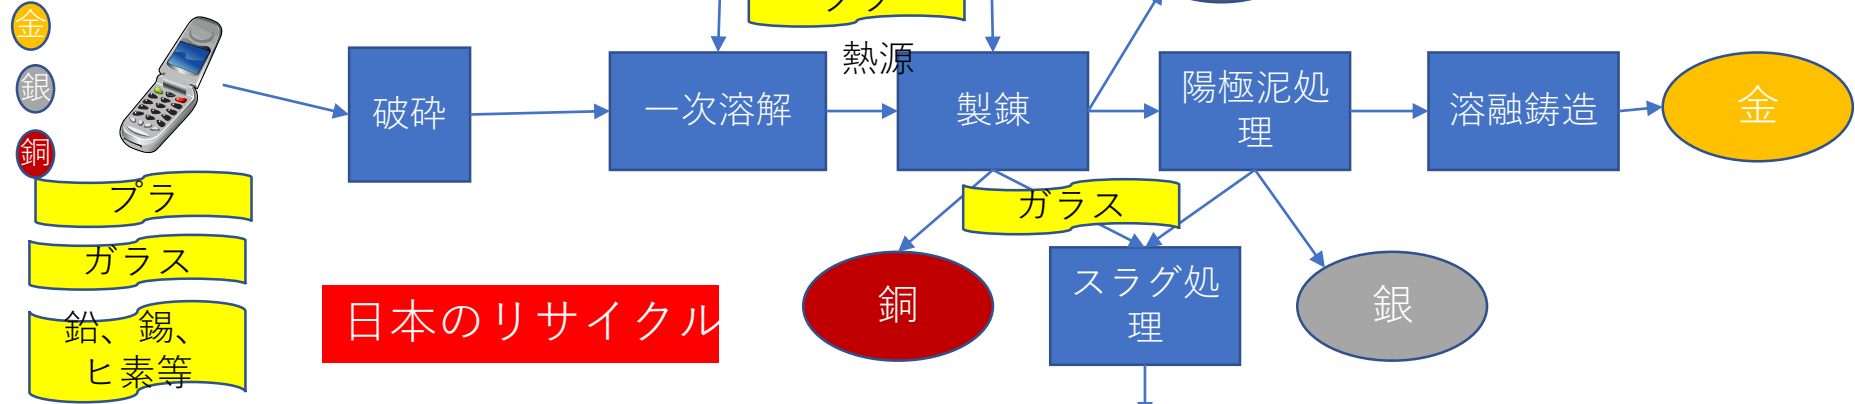 金
銀
銅
プラ
ガラス
鉛、錫、
ヒ素等
破砕
一次溶解
熱源
製錬
陽極泥処
理
溶融鋳造
金
ガラス
銅
スラグ処
理
銀
日本のリサイクル